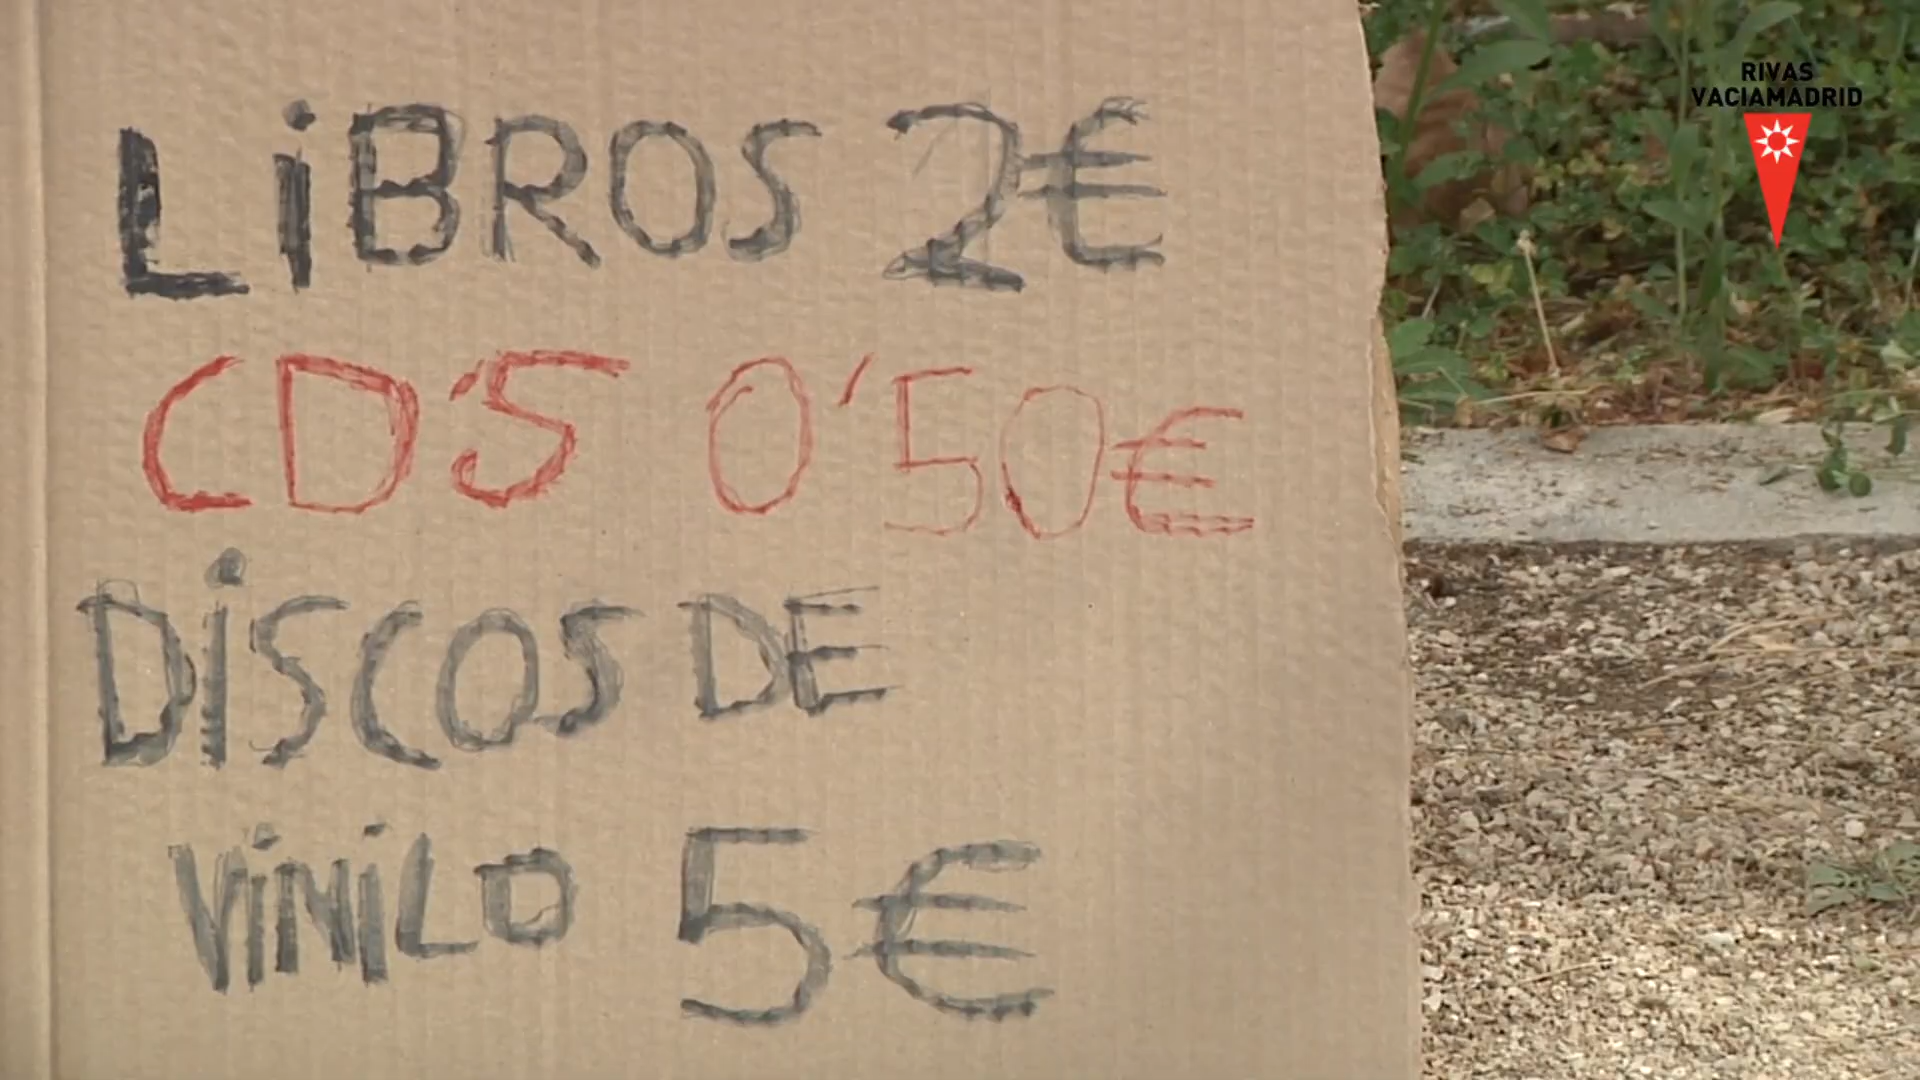 LiBROS 2€
CD'S 0'50€
DiSCOS DE
ViNiLO 5€
RIVAS
VACIAMADRID